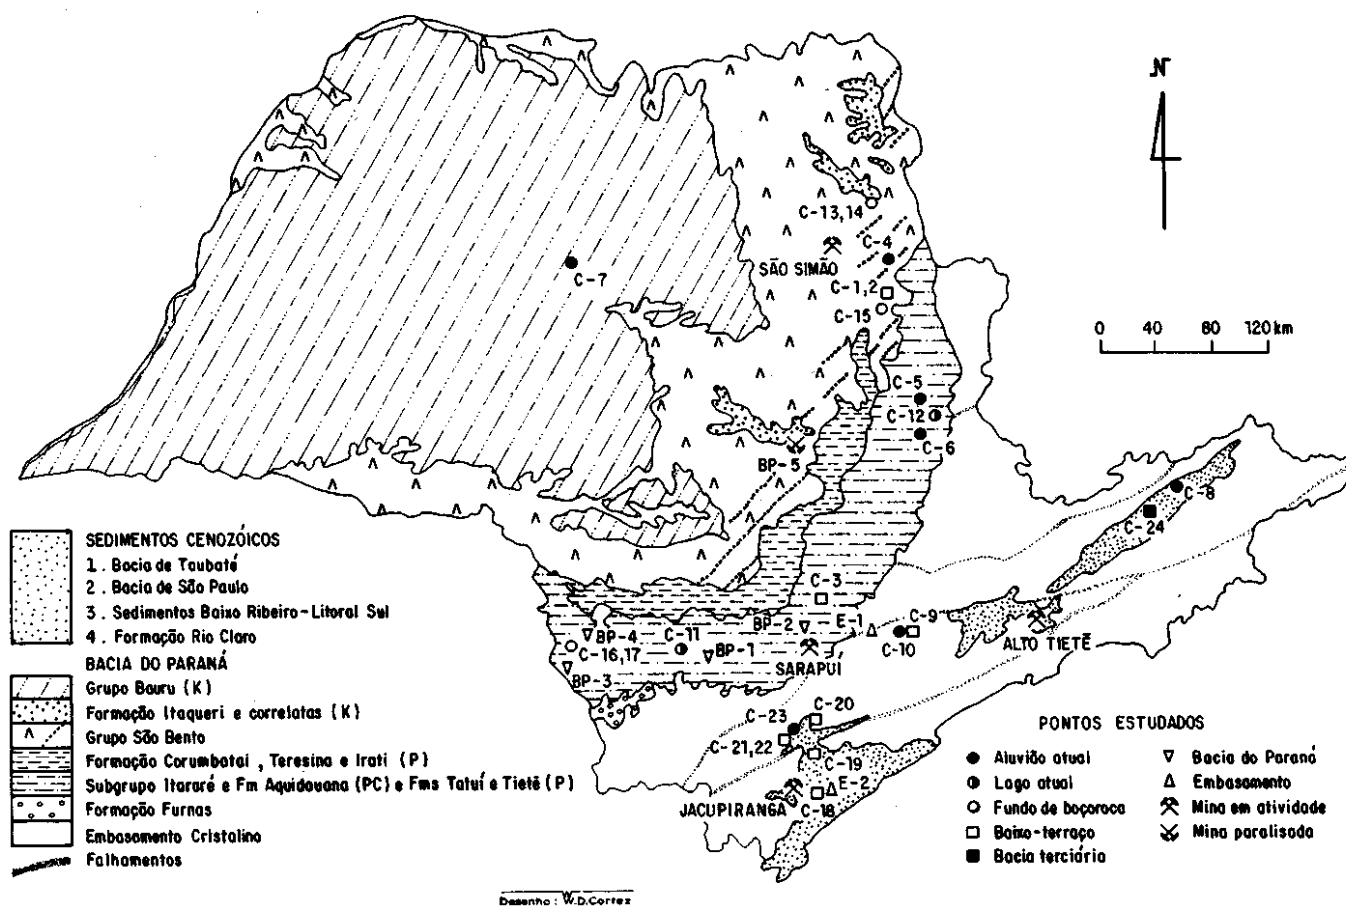 N
C-13,14
C-4
SÃO SIMÃO
C-7
C-1,2
C-15
0 40 80 120 km
C-5
C-12
C-6
BP-5
C-8
C-24
SEDIMENTOS CENOZÓICOS
1. Bacia de Taubaté
2. Bacia de São Paulo
3. Sedimentos Baixo Ribeiro-Litoral Sul
4. Formação Rio Claro
BACIA DO PARANÁ
Grupo Bauru (K)
Formação Itaqueri e correlatas (K)
Grupo São Bento
Formação Corumbataí, Teresina e Irati (P)
Subgrupo Itararé e Fm Aquidauana (PC) e Fms Tatuí e Tietê (P)
Formação Furnas
Embasamento Cristalino
Falhamentos
C-3
C-9
BP-2
E-1
BP-4
C-11
C-10
ALTO TIETÊ
C-16,17
BP-1
SARAPUÍ
BP-3
C-20
C-23
C-21,22
C-19
E-2
JACUPIRANGA
C-18
PONTOS ESTUDADOS
Aluvião atual
Lago atual
Fundo de boçoroca
Baixo-terraço
Bacia terciária
Bacia do Paraná
Embasamento
Mina em atividade
Mina paralisada
Desenho: W.D.Cortez